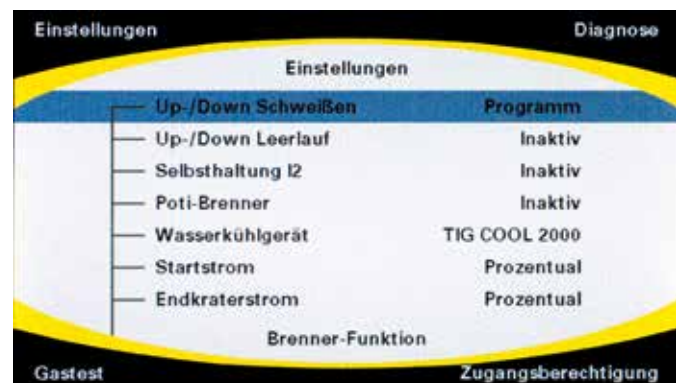 Einstellungen Diagnose
Einstellungen
Up-/Down Schweißen Programm
Up-/Down Leerlauf Inaktiv
Selbsthaltung I2 Inaktiv
Poti-Brenner Inaktiv
Wasserkühlgerät TIG COOL 2000
Startstrom Prozentual
Endkraterstrom Prozentual
Brenner-Funktion
Gastest Zugangsberechtigung